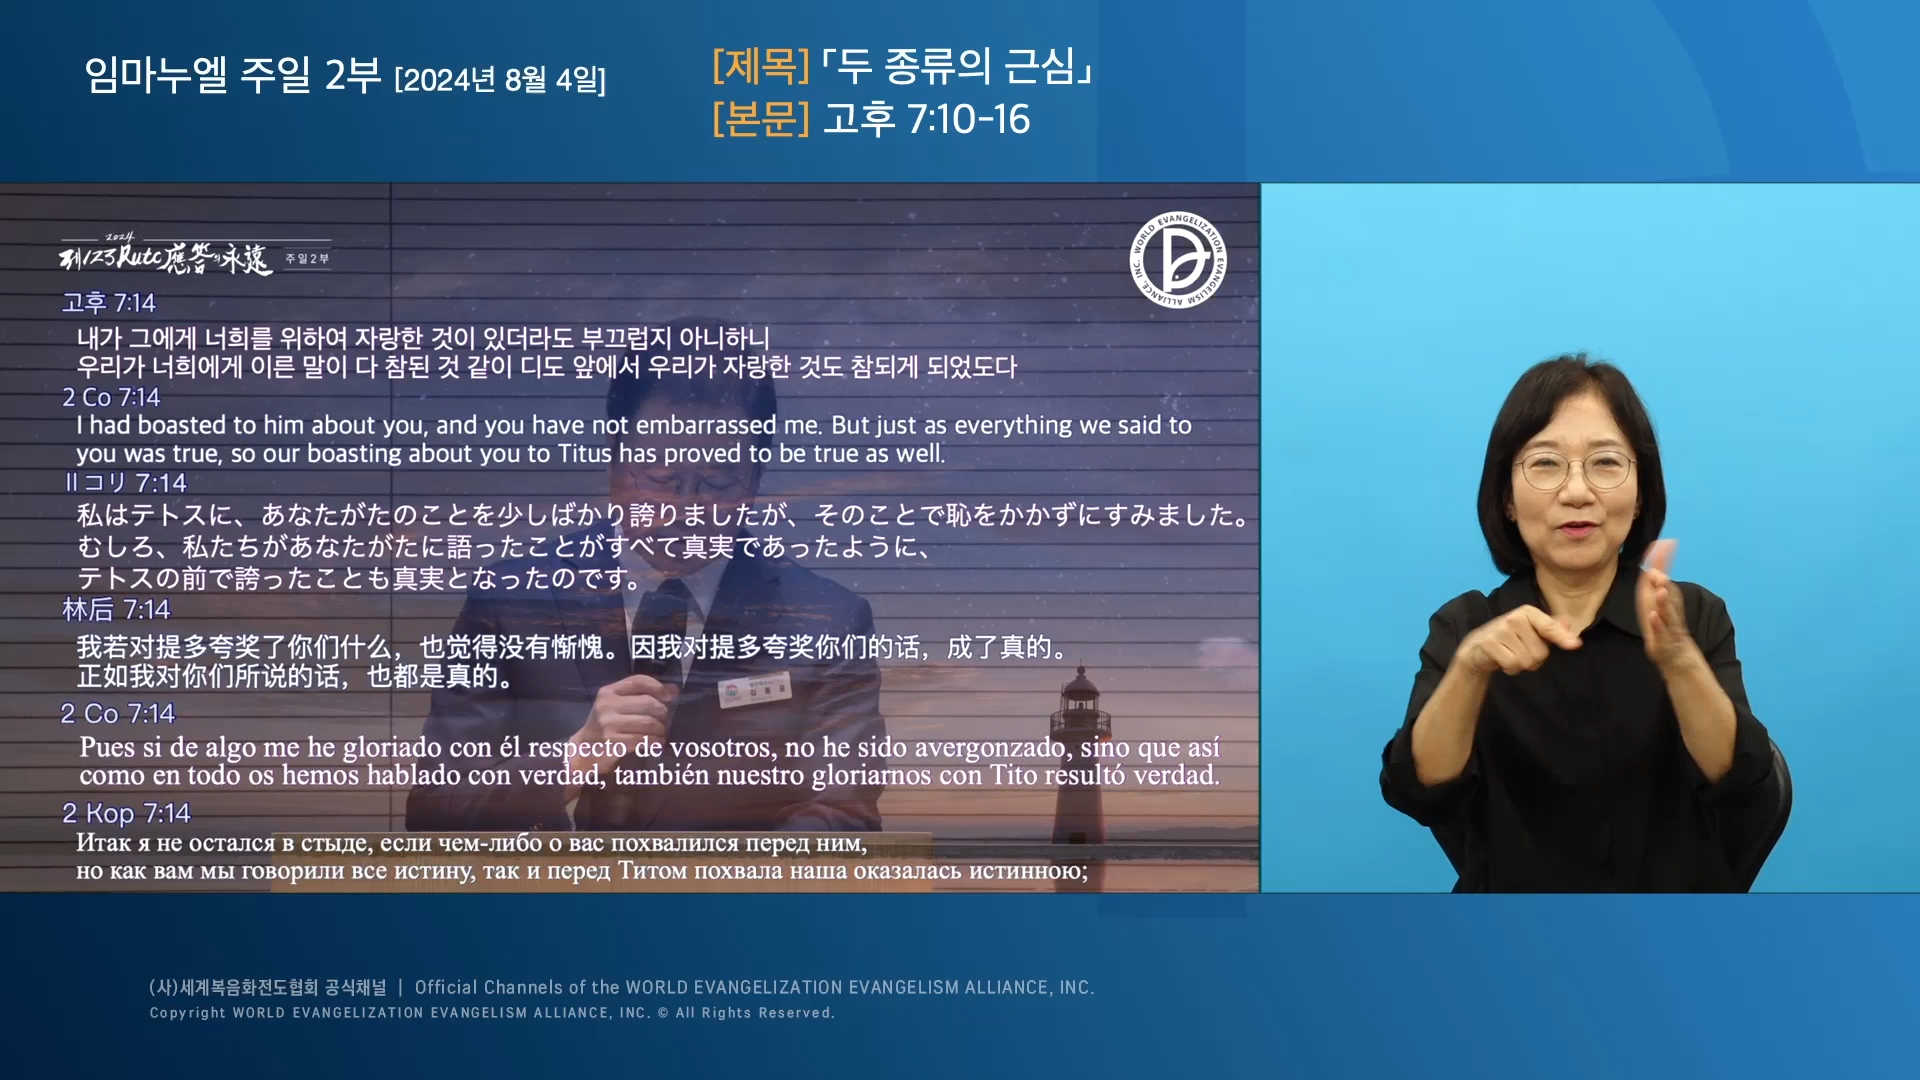 임마누엘 주일 2부 [2024년 8월 4일]
[제목] 「두 종류의 근심」
[본문] 고후 7:10-16
2024
제123 Rutc 應答의 永遠 주일2부
WORLD EVANGELIZATION EVANGELISM ALLIANCE, INC.
고후 7:14
내가 그에게 너희를 위하여 자랑한 것이 있더라도 부끄럽지 아니하니
우리가 너희에게 이른 말이 다 참된 것 같이 디도 앞에서 우리가 자랑한 것도 참되게 되었도다
2 Co 7:14
I had boasted to him about you, and you have not embarrassed me. But just as everything we said to
you was true, so our boasting about you to Titus has proved to be true as well.
IIコリ 7:14
私はテトスに、あなたがたのことを少しばかり誇りましたが、そのことで恥をかかずにすみました。
むしろ、私たちがあなたがたに語ったことがすべて真実であったように、
テトスの前で誇ったことも真実となったのです。
林后 7:14
我若对提多夸奖了你们什么，也觉得没有惭愧。因我对提多夸奖你们的话，成了真的。
正如我对你们所说的话，也都是真的。
2 Co 7:14
Pues si de algo me he gloriado con él respecto de vosotros, no he sido avergonzado, sino que así
como en todo os hemos hablado con verdad, también nuestro gloriarnos con Tito resultó verdad.
2 Кор 7:14
Итак я не остался в стыде, если чем-либо о вас похвалился перед ним,
но как вам мы говорили все истину, так и перед Титом похвала наша оказалась истинною;
(사)세계복음화전도협회 공식채널 | Official Channels of the WORLD EVANGELIZATION EVANGELISM ALLIANCE, INC.
Copyright WORLD EVANGELIZATION EVANGELISM ALLIANCE, INC. © All Rights Reserved.